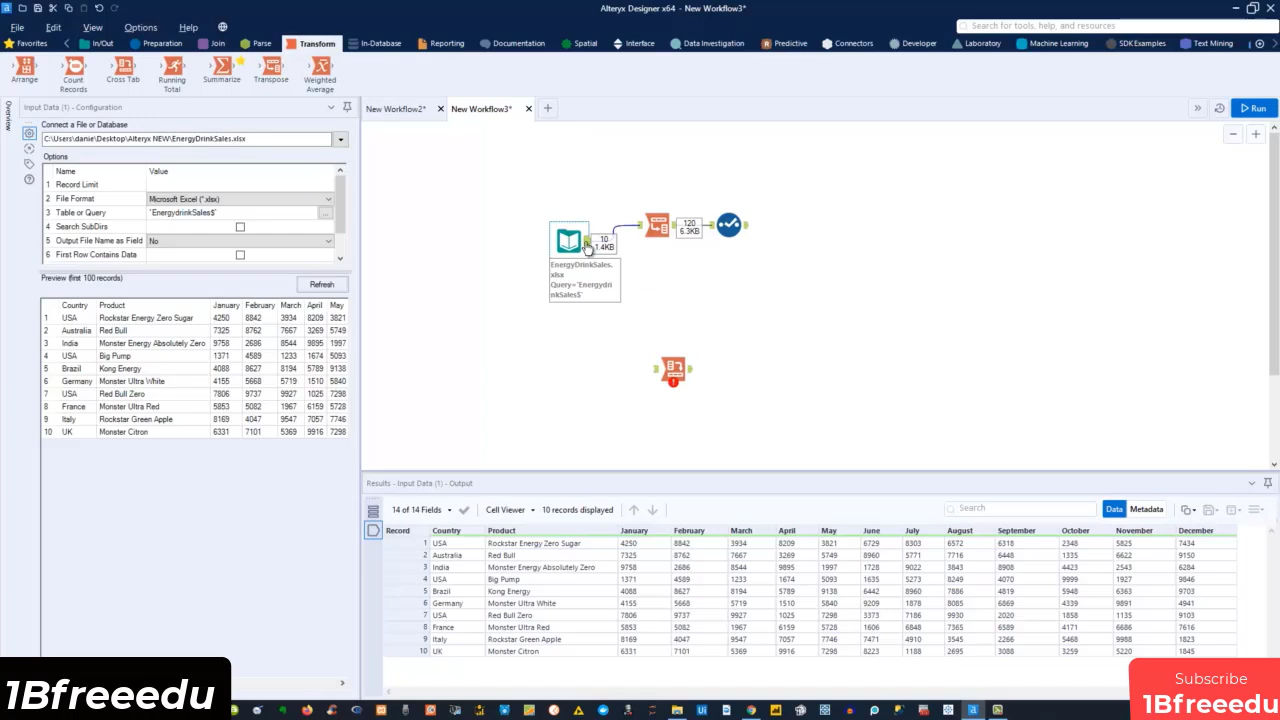 Alteryx Designer x64 - New Workflow3*
File Edit View Options Help
Search for tools, help, and resources
Favorites In/Out Preparation Join Parse Transform In-Database Reporting Documentation Spatial Interface Data Investigation Predictive Connectors Developer Laboratory Machine Learning SDK Examples Text Mining
Arrange Count Records Cross Tab Running Total Summarize Transpose Weighted Average
Input Data (1) - Configuration
New Workflow2* New Workflow3*
Run
Overview
Connect a File or Database
C:\Users\danie\Desktop\Alteryx NEW\EnergyDrinkSales.xlsx
Options
Name Value
1 Record Limit
2 File Format Microsoft Excel (*.xlsx)
3 Table or Query `EnergydrinkSales$` ...
4 Search SubDirs
5 Output File Name as Field No
6 First Row Contains Data
Preview (first 100 records)
Refresh
Country Product January February March April May
1 USA Rockstar Energy Zero Sugar 4250 8842 3934 8209 3821
2 Australia Red Bull 7325 8762 7667 3269 5749
3 India Monster Energy Absolutely Zero 9758 2686 8544 9895 1997
4 USA Big Pump 1371 4589 1233 1674 5093
5 Brazil Kong Energy 4088 8627 8194 5789 9138
6 Germany Monster Ultra White 4155 5668 5719 1510 5840
7 USA Red Bull Zero 7806 9737 9927 1025 7298
8 France Monster Ultra Red 5853 5082 1967 6159 5728
9 Italy Rockstar Green Apple 8169 4047 9547 7057 7746
10 UK Monster Citron 6331 7101 5369 9916 7298
10
1.4KB
120
6.3KB
EnergyDrinkSales.
xlsx
Query=`Energydri
nkSales$`
Results - Input Data (1) - Output
14 of 14 Fields Cell Viewer 10 records displayed Search Data Metadata
Record Country Product January February March April May June July August September October November December
1 USA Rockstar Energy Zero Sugar 4250 8842 3934 8209 3821 6729 8303 6572 6318 2348 5825 7434
2 Australia Red Bull 7325 8762 7667 3269 5749 8960 5771 7716 6448 1335 6622 9150
3 India Monster Energy Absolutely Zero 9758 2686 8544 9895 1997 1728 9022 3843 8908 4423 2543 6284
4 USA Big Pump 1371 4589 1233 1674 5093 1635 5273 8249 4070 9999 1927 9846
5 Brazil Kong Energy 4088 8627 8194 5789 9138 6442 8960 7886 4819 5948 6363 9703
6 Germany Monster Ultra White 4155 5668 5719 1510 5840 9209 1878 8085 6869 4339 9891 4941
7 USA Red Bull Zero 7806 9737 9927 1025 7298 3373 7186 9930 2020 1858 1135 9103
8 France Monster Ultra Red 5853 5082 1967 6159 5728 1606 6848 7365 6589 4171 6686 7616
9 Italy Rockstar Green Apple 8169 4047 9547 7057 7746 7471 4910 3545 2266 5468 9988 1823
10 UK Monster Citron 6331 7101 5369 9916 7298 8223 1188 2695 3088 3259 5220 1845
1Bfreeedu
Subscribe
1Bfreeedu